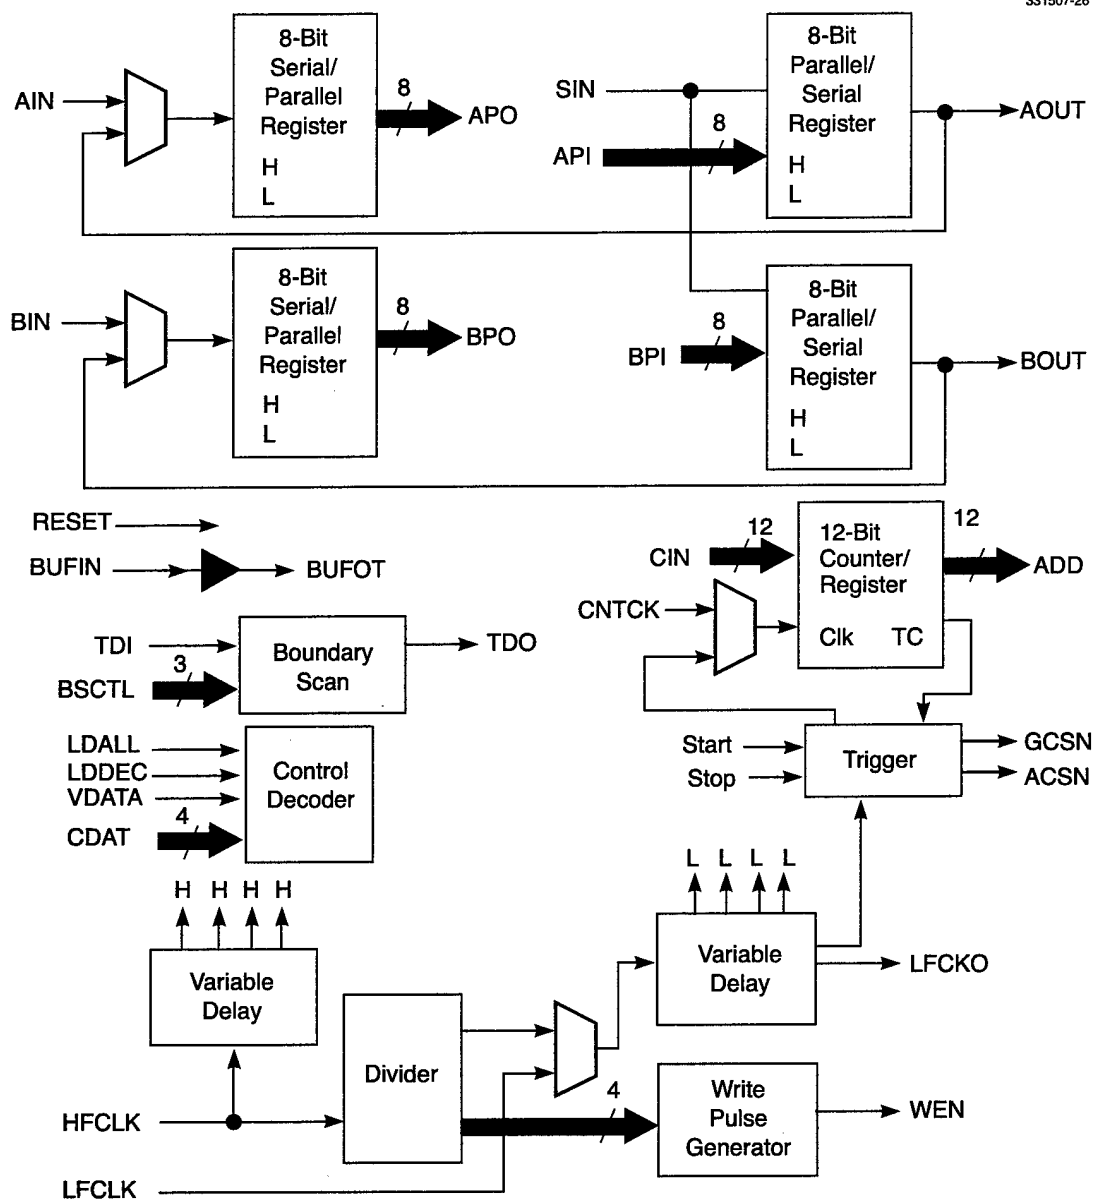 331507-26
8-Bit
Serial/
Parallel
Register
H
L
AIN
8
APO
SIN
API
8
8-Bit
Parallel/
Serial
Register
H
L
AOUT
BIN
8-Bit
Serial/
Parallel
Register
H
L
8
BPO
BPI
8
8-Bit
Parallel/
Serial
Register
H
L
BOUT
RESET
BUFIN
BUFOT
CIN
12
12-Bit
Counter/
Register
Clk TC
12
ADD
CNTCK
TDI
3
BSCTL
Boundary
Scan
TDO
LDALL
LDDEC
VDATA
4
CDAT
Control
Decoder
Start
Stop
Trigger
GCSN
ACSN
H H H H
Variable
Delay
L L L L
Variable
Delay
LFCKO
Divider
HFCLK
LFCLK
4
Write
Pulse
Generator
WEN